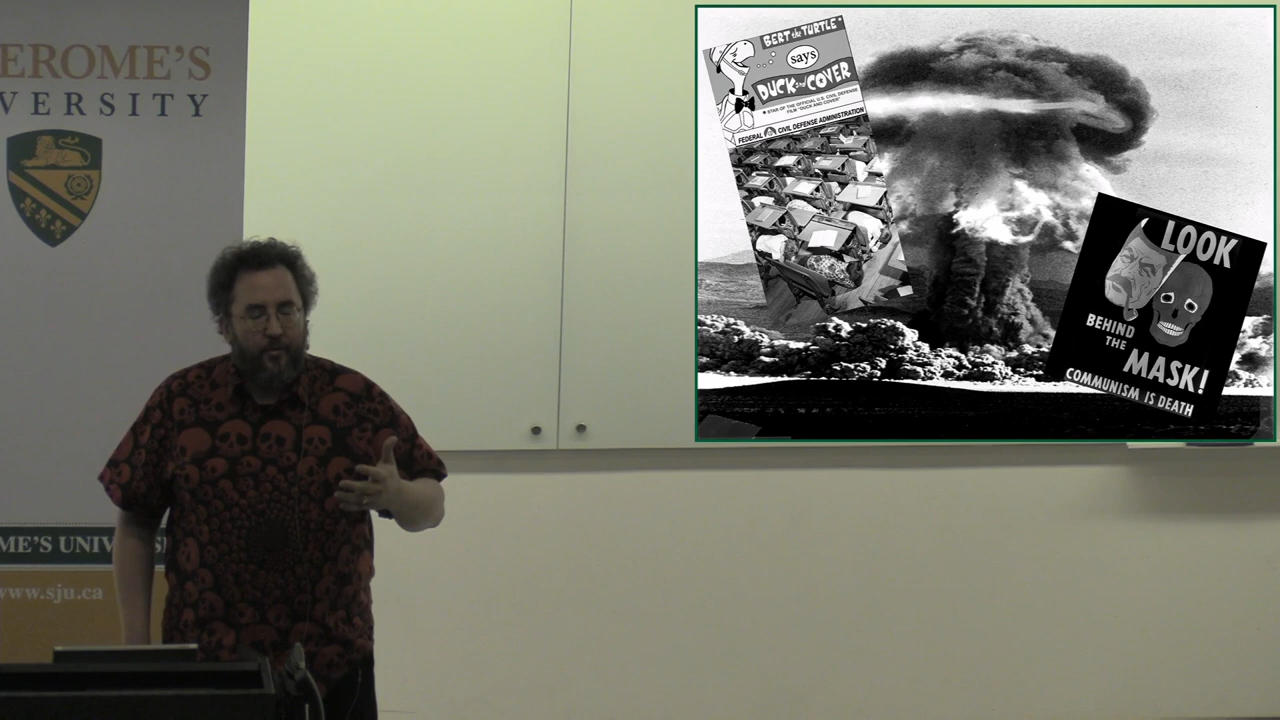 EROME'S
VERSITY
ME'S UNIV
www.sju.ca
BERT the TURTLE
says
DUCK and COVER
★ STAR OF THE OFFICIAL U.S. CIVIL DEFENSE
FILM "DUCK AND COVER"
FEDERAL CIVIL DEFENSE ADMINISTRATION
LOOK
BEHIND
THE
MASK!
COMMUNISM IS DEATH